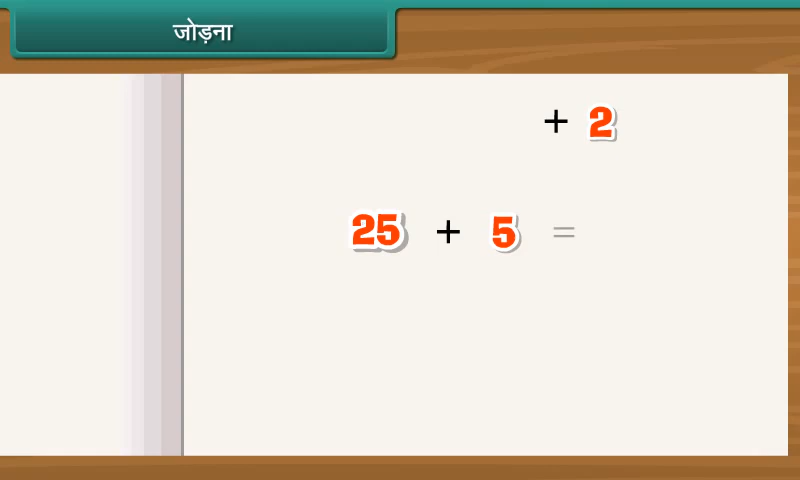 जोड़ना
+ 2
25 + 5 =